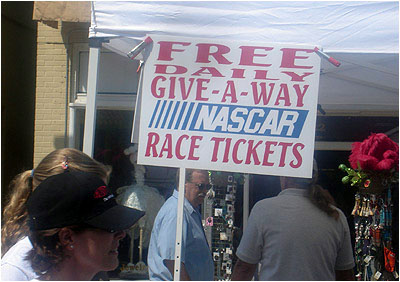 FREE
DAILY
GIVE-A-WAY
NASCAR
RACE TICKETS